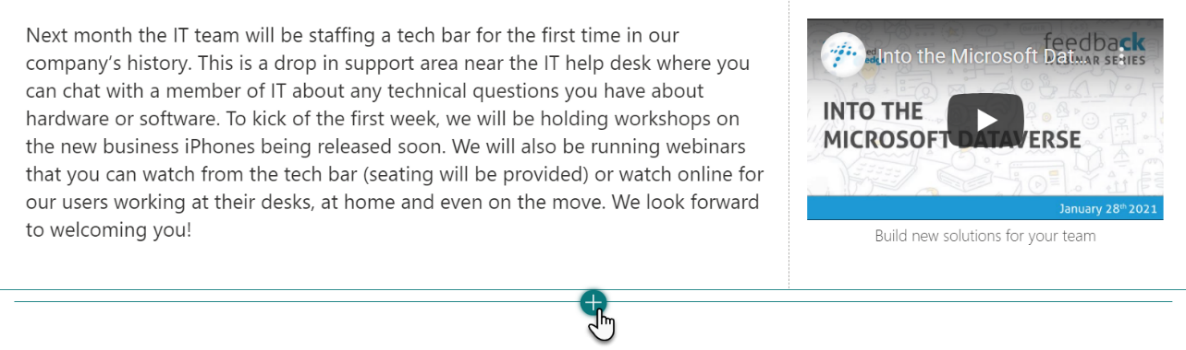 Next month the IT team will be staffing a tech bar for the first time in our
company's history. This is a drop in support area near the IT help desk where you
can chat with a member of IT about any technical questions you have about
hardware or software. To kick of the first week, we will be holding workshops on
the new business iPhones being released soon. We will also be running webinars
that you can watch from the tech bar (seating will be provided) or watch online for
our users working at their desks, at home and even on the move. We look forward
to welcoming you!
feedback
Into the Microsoft Dat...
WEBINAR SERIES
INTO THE
MICROSOFT DATAVERSE
January 28th 2021
Build new solutions for your team